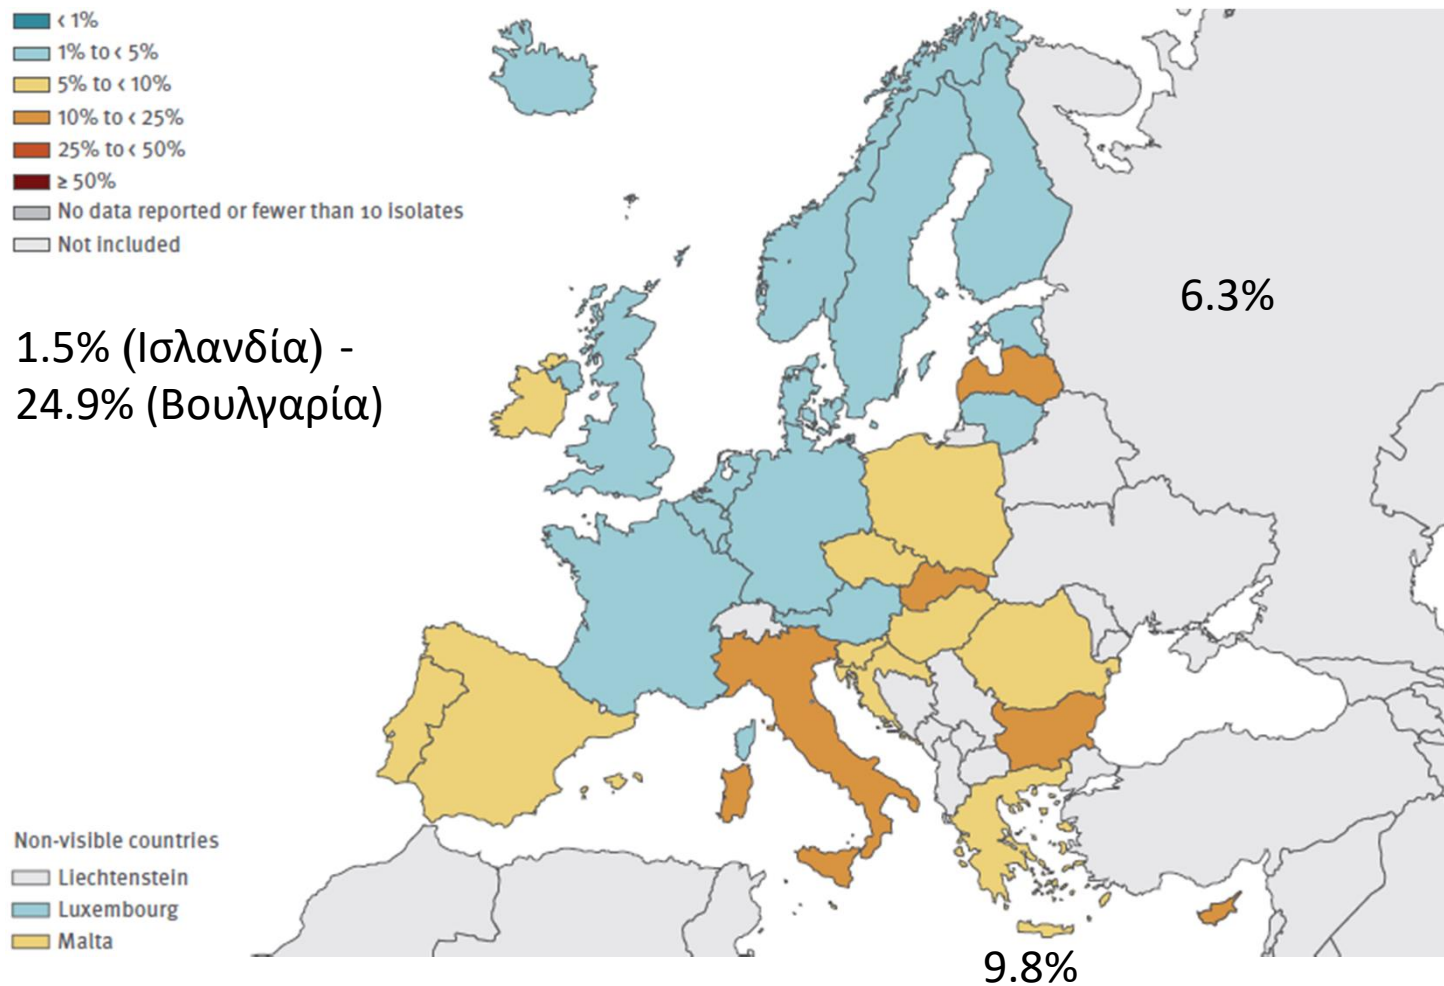 < 1%
1% to < 5%
5% to < 10%
10% to < 25%
25% to < 50%
≥ 50%
No data reported or fewer than 10 isolates
Not included
6.3%
1.5% (Ισλανδία) -
24.9% (Βουλγαρία)
Non-visible countries
Liechtenstein
Luxembourg
Malta
9.8%